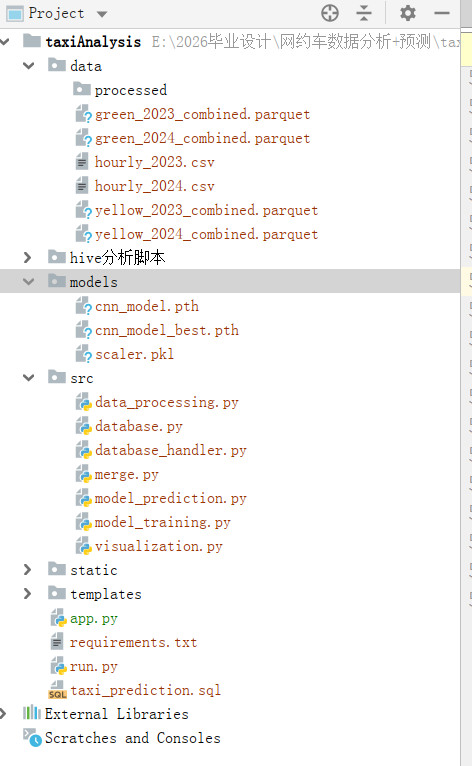 Project
taxiAnalysis E:\2026毕业设计\网约车数据分析+预测\tax
data
processed
green_2023_combined.parquet
green_2024_combined.parquet
hourly_2023.csv
hourly_2024.csv
yellow_2023_combined.parquet
yellow_2024_combined.parquet
hive分析脚本
models
cnn_model.pth
cnn_model_best.pth
scaler.pkl
src
data_processing.py
database.py
database_handler.py
merge.py
model_prediction.py
model_training.py
visualization.py
static
templates
app.py
requirements.txt
run.py
SQL taxi_prediction.sql
External Libraries
Scratches and Consoles